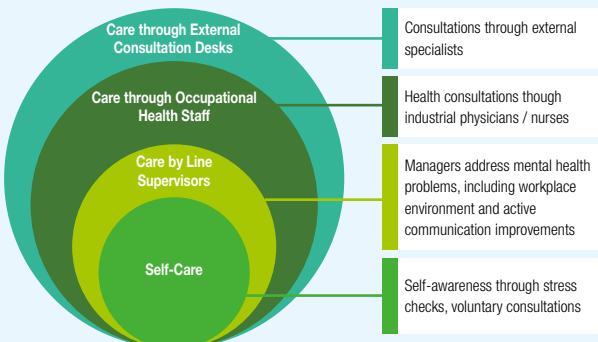 Care through External
Consultation Desks
Consultations through external
specialists
Care through Occupational
Health Staff
Health consultations though
industrial physicians / nurses
Care by Line
Supervisors
Managers address mental health
problems, including workplace
environment and active
communication improvements
Self-Care
Self-awareness through stress
checks, voluntary consultations